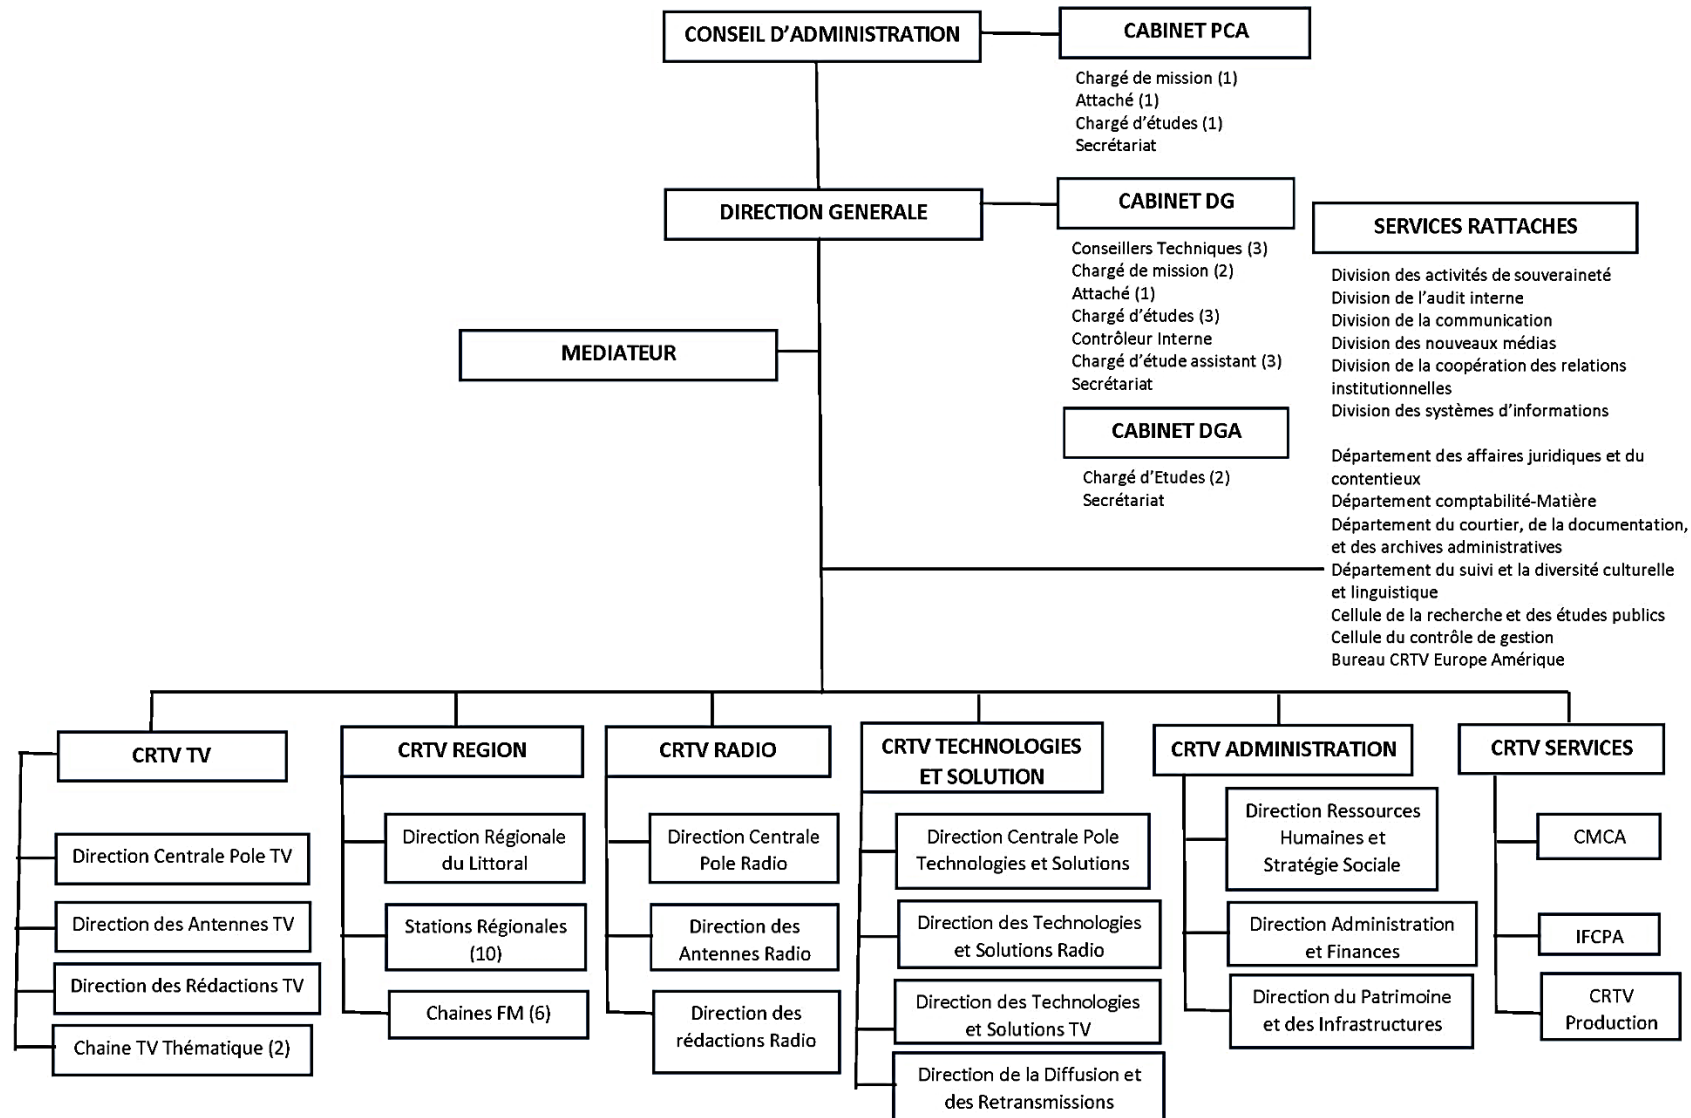 CONSEIL D'ADMINISTRATION
CABINET PCA
Chargé de mission (1)
Attaché (1)
Chargé d'études (1)
Secrétariat
DIRECTION GENERALE
CABINET DG
Conseillers Techniques (3)
Chargé de mission (2)
Attaché (1)
Chargé d'études (3)
Contrôleur Interne
Chargé d'étude assistant (3)
Secrétariat
CABINET DGA
Chargé d'Etudes (2)
Secrétariat
SERVICES RATTACHES
Division des activités de souveraineté
Division de l'audit interne
Division de la communication
Division des nouveaux médias
Division de la coopération des relations
institutionnelles
Division des systèmes d'informations
Département des affaires juridiques et du
contentieux
Département comptabilité-Matière
Département du courtier, de la documentation,
et des archives administratives
Département du suivi et la diversité culturelle
et linguistique
Cellule de la recherche et des études publics
Cellule du contrôle de gestion
Bureau CRTV Europe Amérique
MEDIATEUR
CRTV TV
Direction Centrale Pole TV
Direction des Antennes TV
Direction des Rédactions TV
Chaine TV Thématique (2)
CRTV REGION
Direction Régionale
du Littoral
Stations Régionales
(10)
Chaines FM (6)
CRTV RADIO
Direction Centrale
Pole Radio
Direction des
Antennes Radio
Direction des
rédactions Radio
CRTV TECHNOLOGIES
ET SOLUTION
Direction Centrale Pole
Technologies et Solutions
Direction des Technologies
et Solutions Radio
Direction des Technologies
et Solutions TV
Direction de la Diffusion et
des Retransmissions
CRTV ADMINISTRATION
Direction Ressources
Humaines et
Stratégie Sociale
Direction Administration
et Finances
Direction du Patrimoine
et des Infrastructures
CRTV SERVICES
CMCA
IFCPA
CRTV
Production